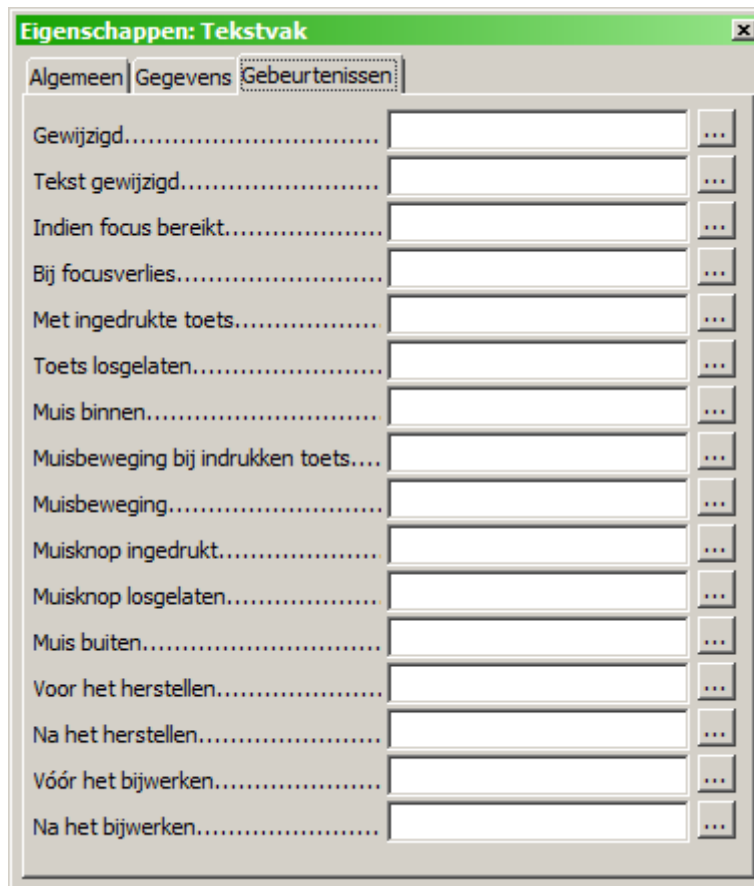 Eigenschappen: Tekstvak
Algemeen Gegevens Gebeurtenissen
Gewijzigd............................... ...
Tekst gewijzigd........................ ...
Indien focus bereikt................... ...
Bij focusverlies......................... ...
Met ingedrukte toets.................. ...
Toets losgelaten....................... ...
Muis binnen............................. ...
Muisbeweging bij indrukken toets.... ...
Muisbeweging.......................... ...
Muisknop ingedrukt.................... ...
Muisknop losgelaten................... ...
Muis buiten............................. ...
Voor het herstellen.................... ...
Na het herstellen...................... ...
Vóór het bijwerken.................... ...
Na het bijwerken....................... ...